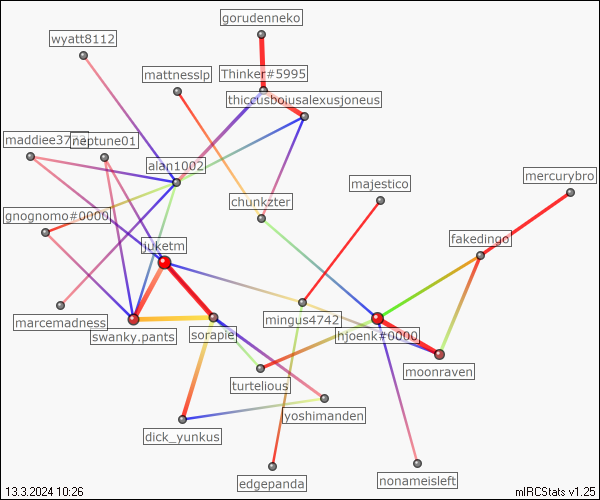 gorudenneko
wyatt8112
mattnesslp
Thinker#5995
thiccusboiusalexusjoneus
neptune01
alan1002
mercurybro
majestico
chunkzter
gnognomo#0000
fakedingo
juketm
marcemadness
mingus4742
swanky.pants
sorapie
hjoenk#0000
moonraven
turtelious
yoshimanden
dick_yunkus
edgepanda
nonameisleft
13.3.2024 10:26
mIRCStats v1.25